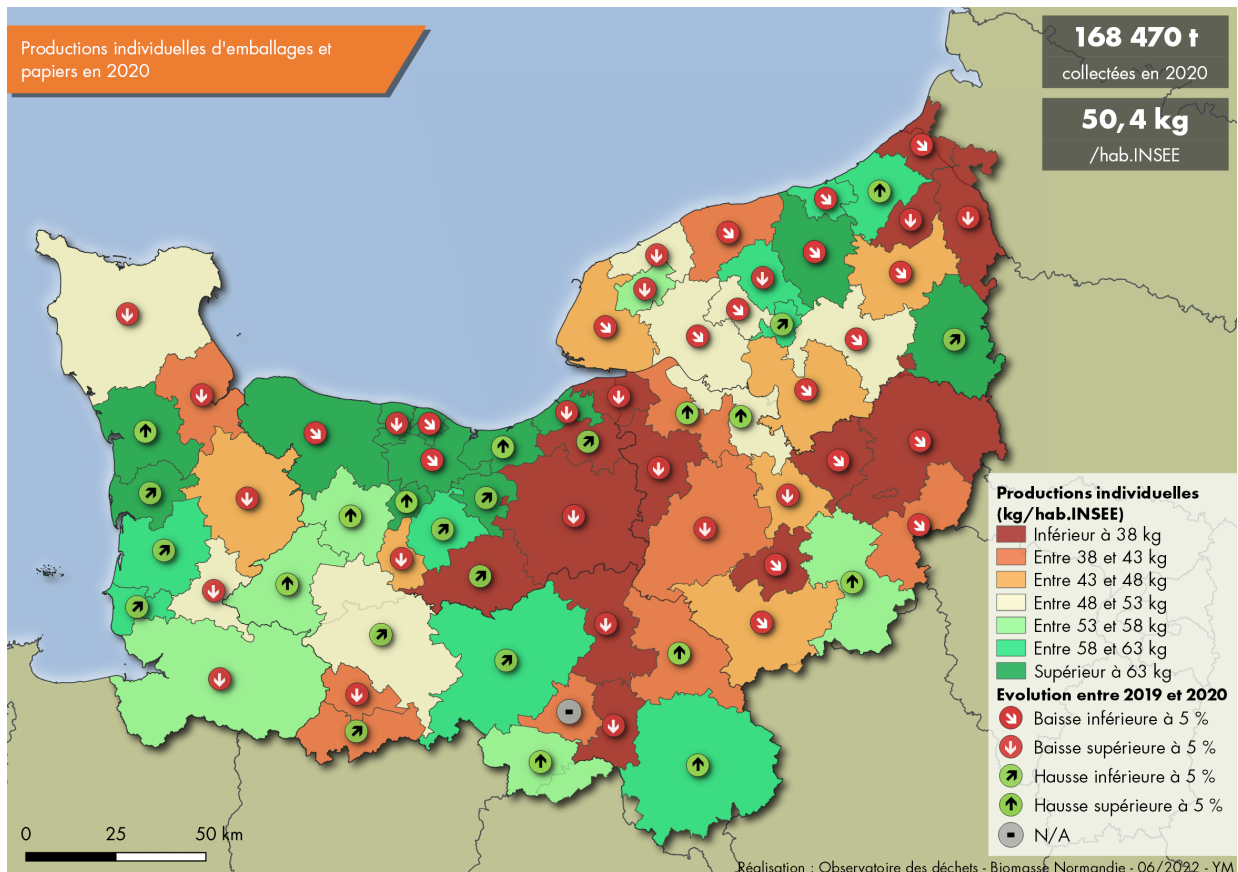 Productions individuelles d'emballages et
papiers en 2020
168 470 t
collectées en 2020
50,4 kg
/hab.INSEE
Productions individuelles
(kg/hab.INSEE)
Inférieur à 38 kg
Entre 38 et 43 kg
Entre 43 et 48 kg
Entre 48 et 53 kg
Entre 53 et 58 kg
Entre 58 et 63 kg
Supérieur à 63 kg
Evolution entre 2019 et 2020
Baisse inférieure à 5 %
Baisse supérieure à 5 %
Hausse inférieure à 5 %
Hausse supérieure à 5 %
N/A
0 25 50 km
Réalisation : Observatoire des déchets - Biomasse Normandie - 06/2022 - YM